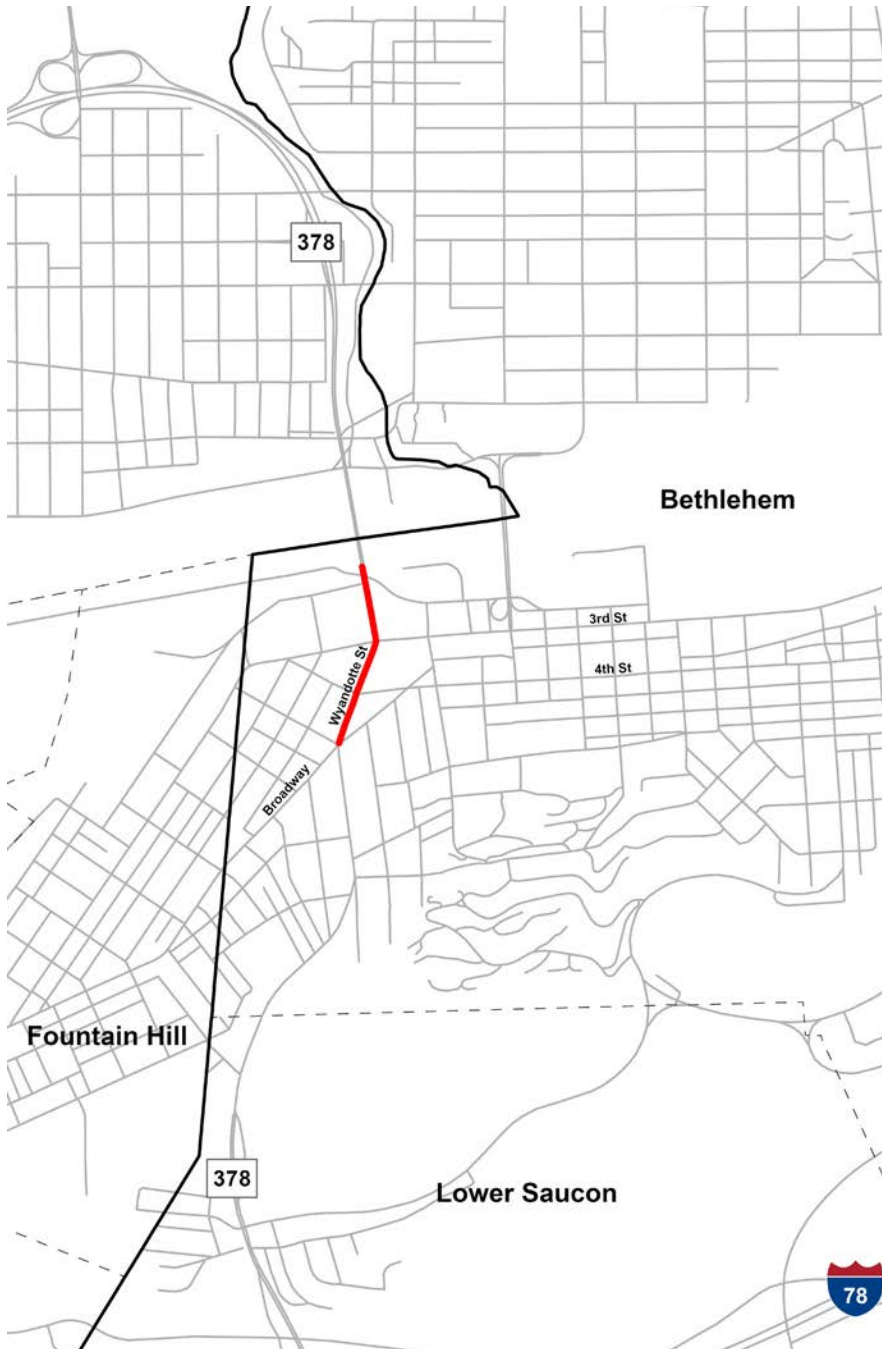 378
Bethlehem
3rd St
4th St
Wyandotte St
Broadway
Fountain Hill
378
Lower Saucon
78